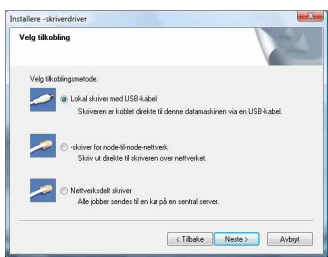 Installere -skriverdriver
Velg tilkobling
Velg tilkoblingsmetode.
Lokal skriver med USB-kabel
Skriveren er koblet direkte til denne datamaskinen via en USB-kabel.
-skriver for node-til-node-nettverk
Skriv ut direkte til skriveren over nettverket.
Nettverksdelt skriver
Alle jobber sendes til en kø på en sentral server.
< Tilbake Neste > Avbryt